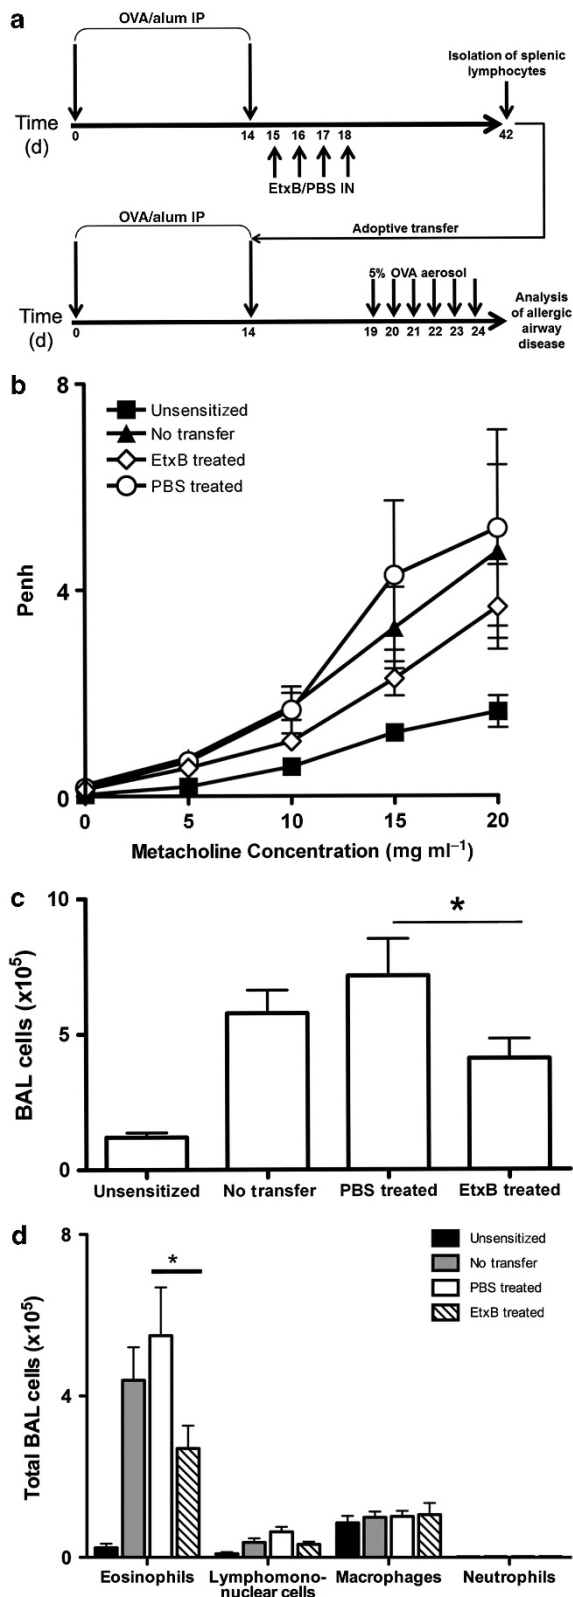 a
OVA/alum IP
Isolation of splenic
lymphocytes
Time
(d)
0
14 15 16 17 18
42
EtxB/PBS IN
OVA/alum IP
Adoptive transfer
5% OVA aerosol
Time
(d)
0
14
19 20 21 22 23 24
Analysis
of allergic
airway
disease
b
8
4
0
Penh
Unsensitized
No transfer
EtxB treated
PBS treated
0 5 10 15 20
Metacholine Concentration (mg ml⁻¹)
c
10
5
0
BAL cells (x10⁵)
*
Unsensitized No transfer PBS treated EtxB treated
d
8
4
0
Total BAL cells (x10⁵)
*
Unsensitized
No transfer
PBS treated
EtxB treated
Eosinophils Lymphomono- Macrophages Neutrophils
nuclear cells